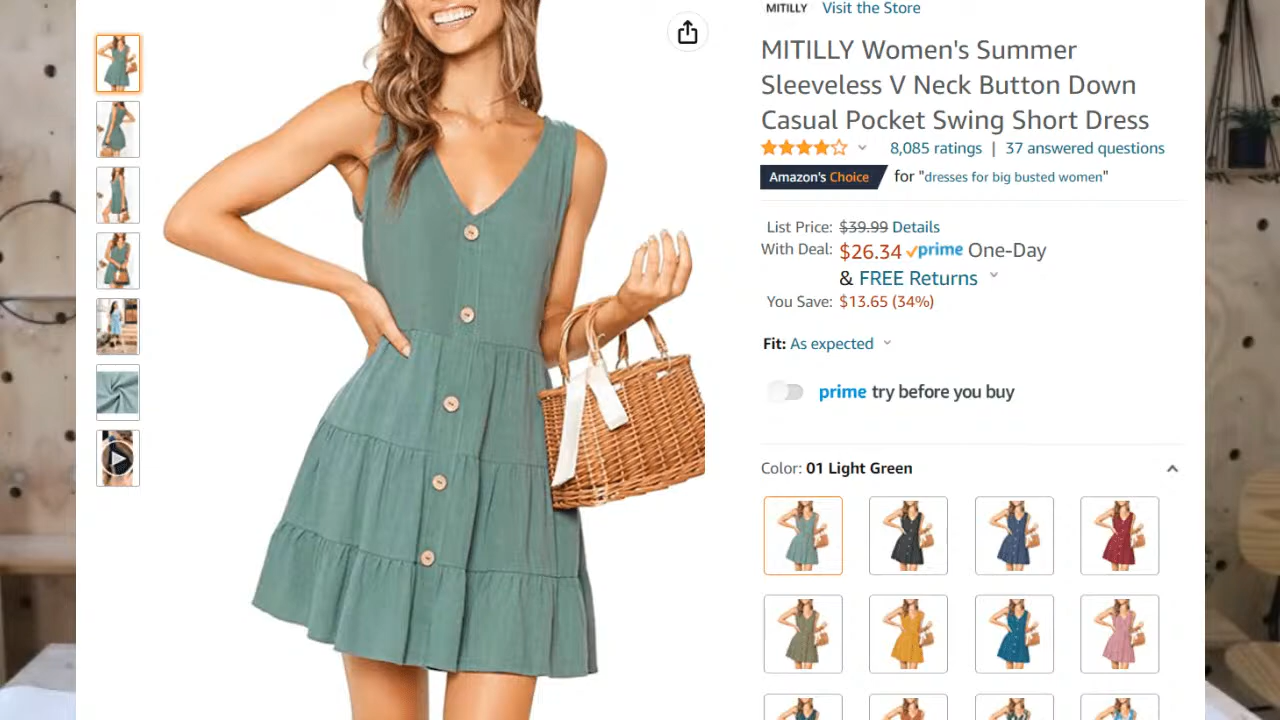 MITILLY Visit the Store
MITILLY Women's Summer
Sleeveless V Neck Button Down
Casual Pocket Swing Short Dress
8,085 ratings | 37 answered questions
Amazon's Choice for "dresses for big busted women"
List Price: $39.99 Details
With Deal: $26.34 prime One-Day
& FREE Returns
You Save: $13.65 (34%)
Fit: As expected
prime try before you buy
Color: 01 Light Green